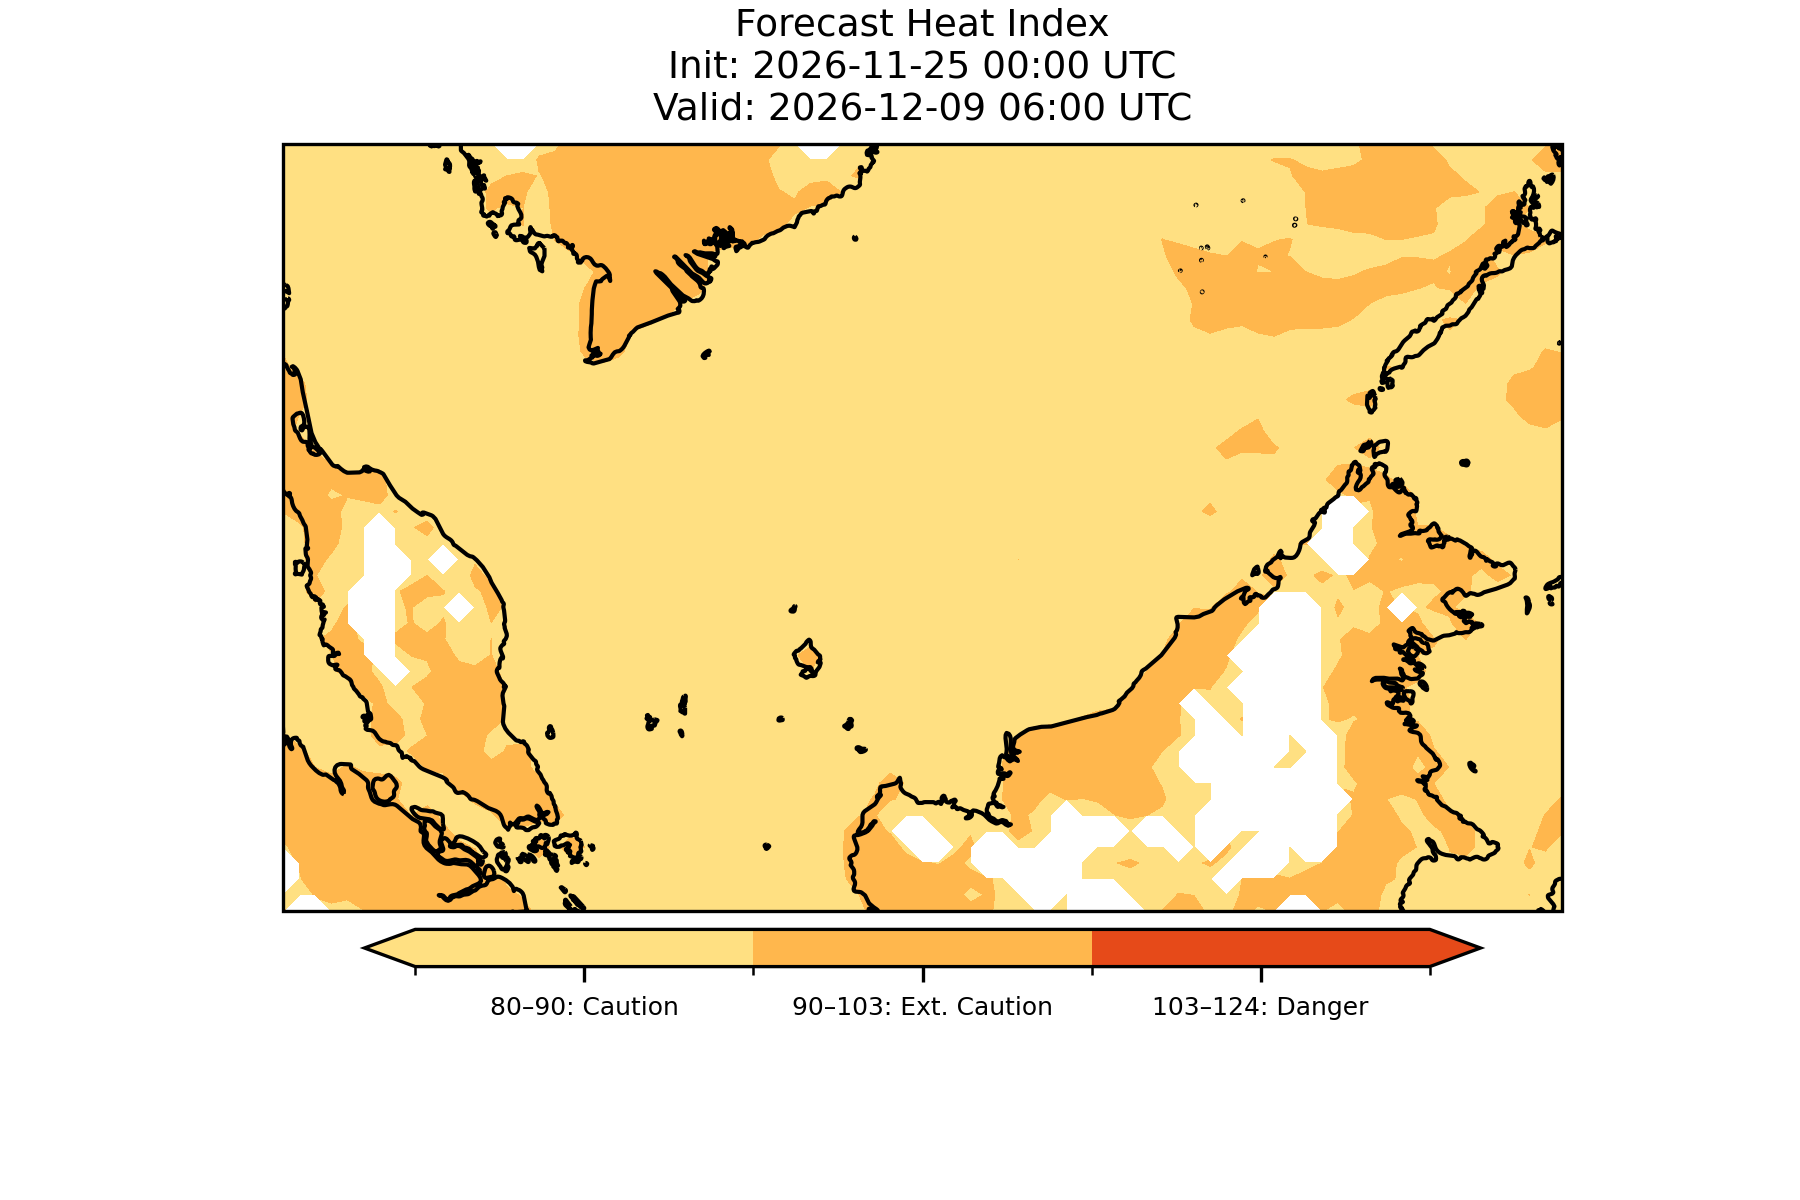 Forecast Heat Index
Init: 2026-11-25 00:00 UTC
Valid: 2026-12-09 06:00 UTC
80–90: Caution
90–103: Ext. Caution
103–124: Danger